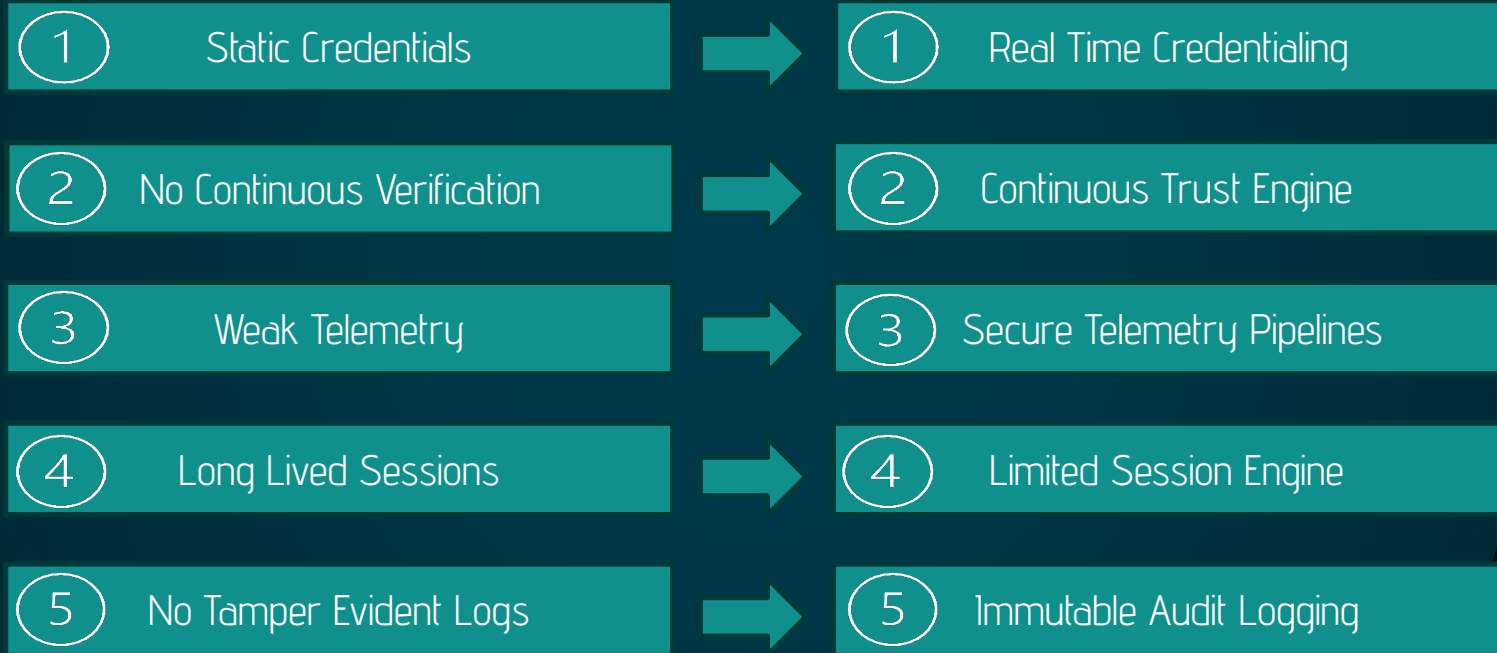 1 Static Credentials
1 Real Time Credentialing
2 No Continuous Verification
2 Continuous Trust Engine
3 Weak Telemetry
3 Secure Telemetry Pipelines
4 Long Lived Sessions
4 Limited Session Engine
5 No Tamper Evident Logs
5 Immutable Audit Logging